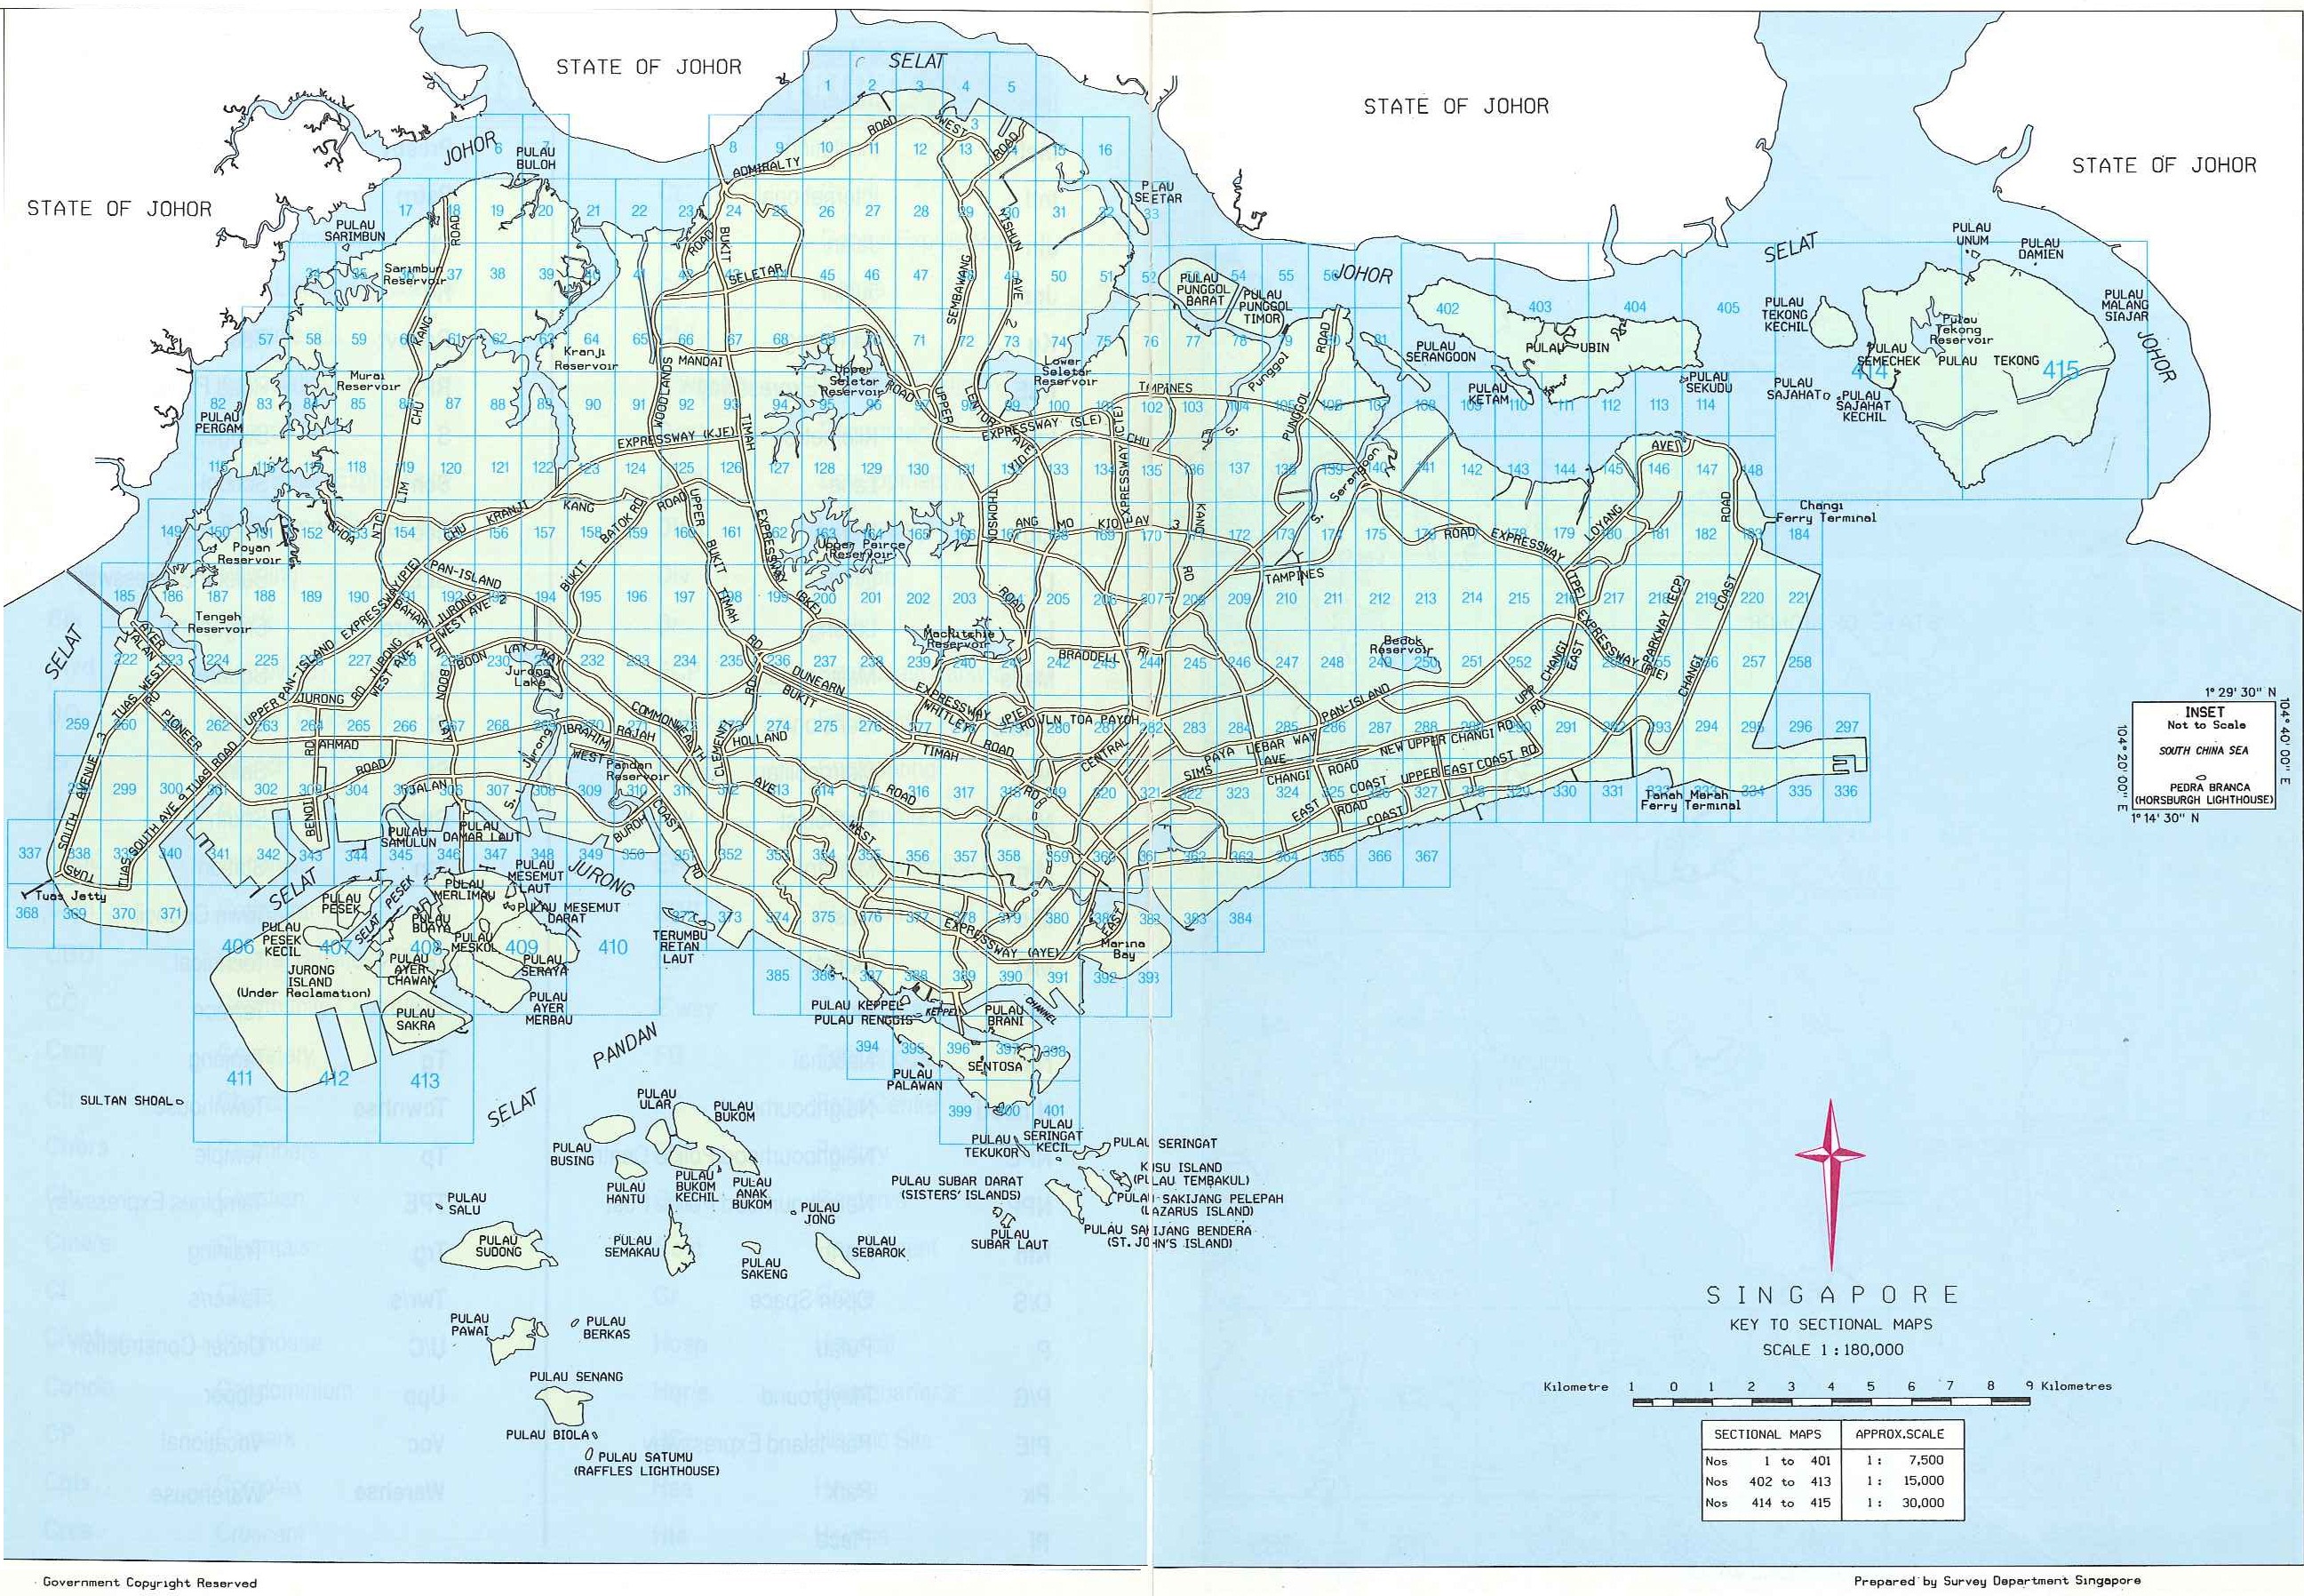 SELAT
STATE OF JOHOR
STATE OF JOHOR
STATE OF JOHOR
STATE OF JOHOR
1 2 3 4 5
JOHOR
6 7
PULAU
BULOH
8 9 10 11 12 13 14 15 16
ADMIRALTY
ROAD
WEST
ROAD
3
17 18 19 20 21 22 23 24 25 26 27 28 29 30 31 32 33
PULAU
SARIMBUN
ROAD
BUKIT
ROAD
YISHUN
AVE
2
34 35 36 37 38 39 40 41 42 43 45 46 47 49 50 51 52 53 54 55 56
Sarimbun
Reservoir
SELETAR
SEMBAWANG
PULAU
PUNGGOL
BARAT
PULAU
PUNGGOL
TIMOR
JOHOR
SELAT
PULAU
UNUM
PULAU
DAMIEN
PULAU
TEKONG
KECHIL
PULAU
MALANG
SIAJAR
JOHOR
402 403 404 405
57 58 59 60 61 62 63 64 65 66 67 68 69 70 71 72 73 74 75 76 77 78 79 80 81
KANG
Kranji
Reservoir
MANDAI
ROAD
Upper
Seletar
Reservoir
Lower
Seletar
Reservoir
Punggol
S.
ROAD
PULAU
SERANGOON
PULAU UBIN
Pulau
Tekong
Reservoir
PULAU
SEMECHEK
PULAU TEKONG
414 415
Murai
Reservoir
82 83 84 85 86 87 88 89 90 91 92 93 94 95 96 97 98 99 100 102 103 104 105 106 107 108 109 110 111 112 113 114
PULAU
PERGAM
CHU
WOODLANDS
TIMAH
UPPER
LENTOR
AVE
TAMPINES
PUNGGOL
PULAU
KETAM
PULAU
SEKUDU
PULAU
SAJAHAT
PULAU
SAJAHAT
KECHIL
EXPRESSWAY (KJE)
EXPRESSWAY (SLE)
(CTE)
CHU
AVE
115 116 117 118 119 120 121 122 123 124 125 126 127 128 129 130 131 132 133 134 135 136 137 138 139 140 141 142 143 144 145 146 147 148
LIM
EXPRESSWAY
Serangoon
S.
149 150 151 152 153 154 156 157 158 159 160 161 162 163 164 165 166 167 168 169 170 171 172 173 174 175 176 178 179 180 181 182 183 184
CHOA
CHU
KRANJI
KANG
BATOK RD
ROAD
UPPER
BUKIT
TIMAH
RD
EXPRESSWAY
(BKE)
Upper Peirce
Reservoir
THOMSON
ROAD
ANG MO KIO AV 3
KANG
RD
ROAD
EXPRESSWAY
(TPE)
LOYANG
ROAD
Changi
Ferry Terminal
Poyan
Reservoir
JLN
BAHAR
PAN-ISLAND
EXPRESSWAY(PIE)
JURONG
WEST AVE 2
BUKIT
TAMPINES
185 186 187 188 189 190 191 192 193 194 195 196 197 198 199 200 201 202 203 204 205 206 207 208 209 210 211 212 213 214 215 216 217 218 219 220 221
Tengeh
Reservoir
SELAT
AYER
JALAN
MacRitchie
Reservoir
BRADDELL
RD
Bedok
Reservoir
EXPRESSWAY (PIE)
PARKWAY (ECP)
COAST
222 223 224 225 226 227 228 229 230 232 233 234 235 236 237 238 239 240 241 242 243 244 245 246 247 248 249 250 251 252 255 256 257 258
JURONG
WEST
AVE 4
JLN
BOON
LAY
WAY
Jurong
Lake
DUNEARN
BUKIT
EXPRESSWAY (PIE)
CHANGI
EAST
UPP
RD
CHANGI
TUAS WEST
RD
PIONEER
UPPER
PAN-ISLAND
JURONG
RD
BOON
LAY
COMMONWEALTH
WHITLEY
RD
JLN TOA PAYOH
PAN-ISLAND
259 260 262 263 264 265 266 267 268 269 270 271 272 273 274 275 276 277 278 279 280 281 282 283 284 285 286 287 288 289 290 291 292 293 294 295 296 297
RD
AHMAD
ROAD
IBRAHIM
RAJAH
WEST
Pandan
Reservoir
CLEMENTI
HOLLAND
TIMAH
ROAD
CENTRAL
SIMS
PAYA LEBAR WAY
AVE
NEW UPPER CHANGI RD
CHANGI ROAD
COAST
UPPER EAST COAST RD
Tanah Merah
Ferry Terminal
SOUTH AVENUE 3
298 299 300 301 302 303 304 305 306 307 308 309 310 311 312 313 314 315 316 317 318 319 320 321 322 323 324 325 326 327 328 329 330 331 332 333 334 335 336
SOUTH AVE 9
TUAS ROAD
BENOI
JALAN
S.
Jurong
AVE
ROAD
RD
EAST
ROAD
COAST
PULAU
SAMULUN
PULAU
DAMAR LAUT
BUROH
COAST
RD
WEST
337 338 339 340 341 342 343 344 345 346 347 348 349 350 351 352 353 354 355 356 357 358 359 360 361 362 363 364 365 366 367
TUAS
TUAS
Tuas Jetty
SELAT
PULAU
PESEK
SELAT PESEK
PULAU
MERLIMAU
PULAU
MESEMUT
LAUT
JURONG
PULAU MESEMUT
DARAT
368 369 370 371 372 373 374 375 376 377 378 379 380 381 382 383 384
PULAU
PESEK
KECIL
PULAU
BUAYA
PULAU
MESKOL
406 407 408 409 410
TERUMBU
RETAN
LAUT
EXPRESSWAY (AYE)
EAST
Marina
Bay
JURONG
ISLAND
(Under Reclamation)
PULAU
AYER
CHAWAN
PULAU
SERAYA
385 386 387 388 389 390 391 392 393
PULAU
SAKRA
PULAU
AYER
MERBAU
PULAU KEPPEL
PULAU RENGGIS
KEPPEL
PULAU
BRANI
CHANNEL
394 395 396 397 398
SENTOSA
PANDAN
SELAT
411 412 413
PULAU
PALAWAN
399 400 401
SULTAN SHOAL
PULAU
ULAR
PULAU
BUKOM
PULAU
BUSING
PULAU
HANTU
PULAU
BUKOM
KECHIL
PULAU
ANAK
BUKOM
PULAU
TEKUKOR
PULAU
SERINGAT
KECIL
PULAU SERINGAT
KUSU ISLAND
(PULAU TEMBAKUL)
PULAU SUBAR DARAT
(SISTERS' ISLANDS)
PULAU SAKIJANG PELEPAH
(LAZARUS ISLAND)
PULAU SAKIJANG BENDERA
(ST. JOHN'S ISLAND)
PULAU
SUBAR LAUT
PULAU
SALU
PULAU
SUDONG
PULAU
SEMAKAU
PULAU
JONG
PULAU
SAKENG
PULAU
SEBAROK
PULAU
PAWAI
PULAU
BERKAS
PULAU SENANG
PULAU BIOLA
PULAU SATUMU
(RAFFLES LIGHTHOUSE)
1° 29' 30" N
104° 20' 00" E
104° 40' 00" E
INSET
Not to Scale
SOUTH CHINA SEA
PEDRA BRANCA
(HORSBURGH LIGHTHOUSE)
1° 14' 30" N
SINGAPORE
KEY TO SECTIONAL MAPS
SCALE 1 : 180,000
Kilometre 1 0 1 2 3 4 5 6 7 8 9 Kilometres
SECTIONAL MAPS APPROX.SCALE
Nos 1 to 401 1 : 7,500
Nos 402 to 413 1 : 15,000
Nos 414 to 415 1 : 30,000
Government Copyright Reserved
Prepared by Survey Department Singapore